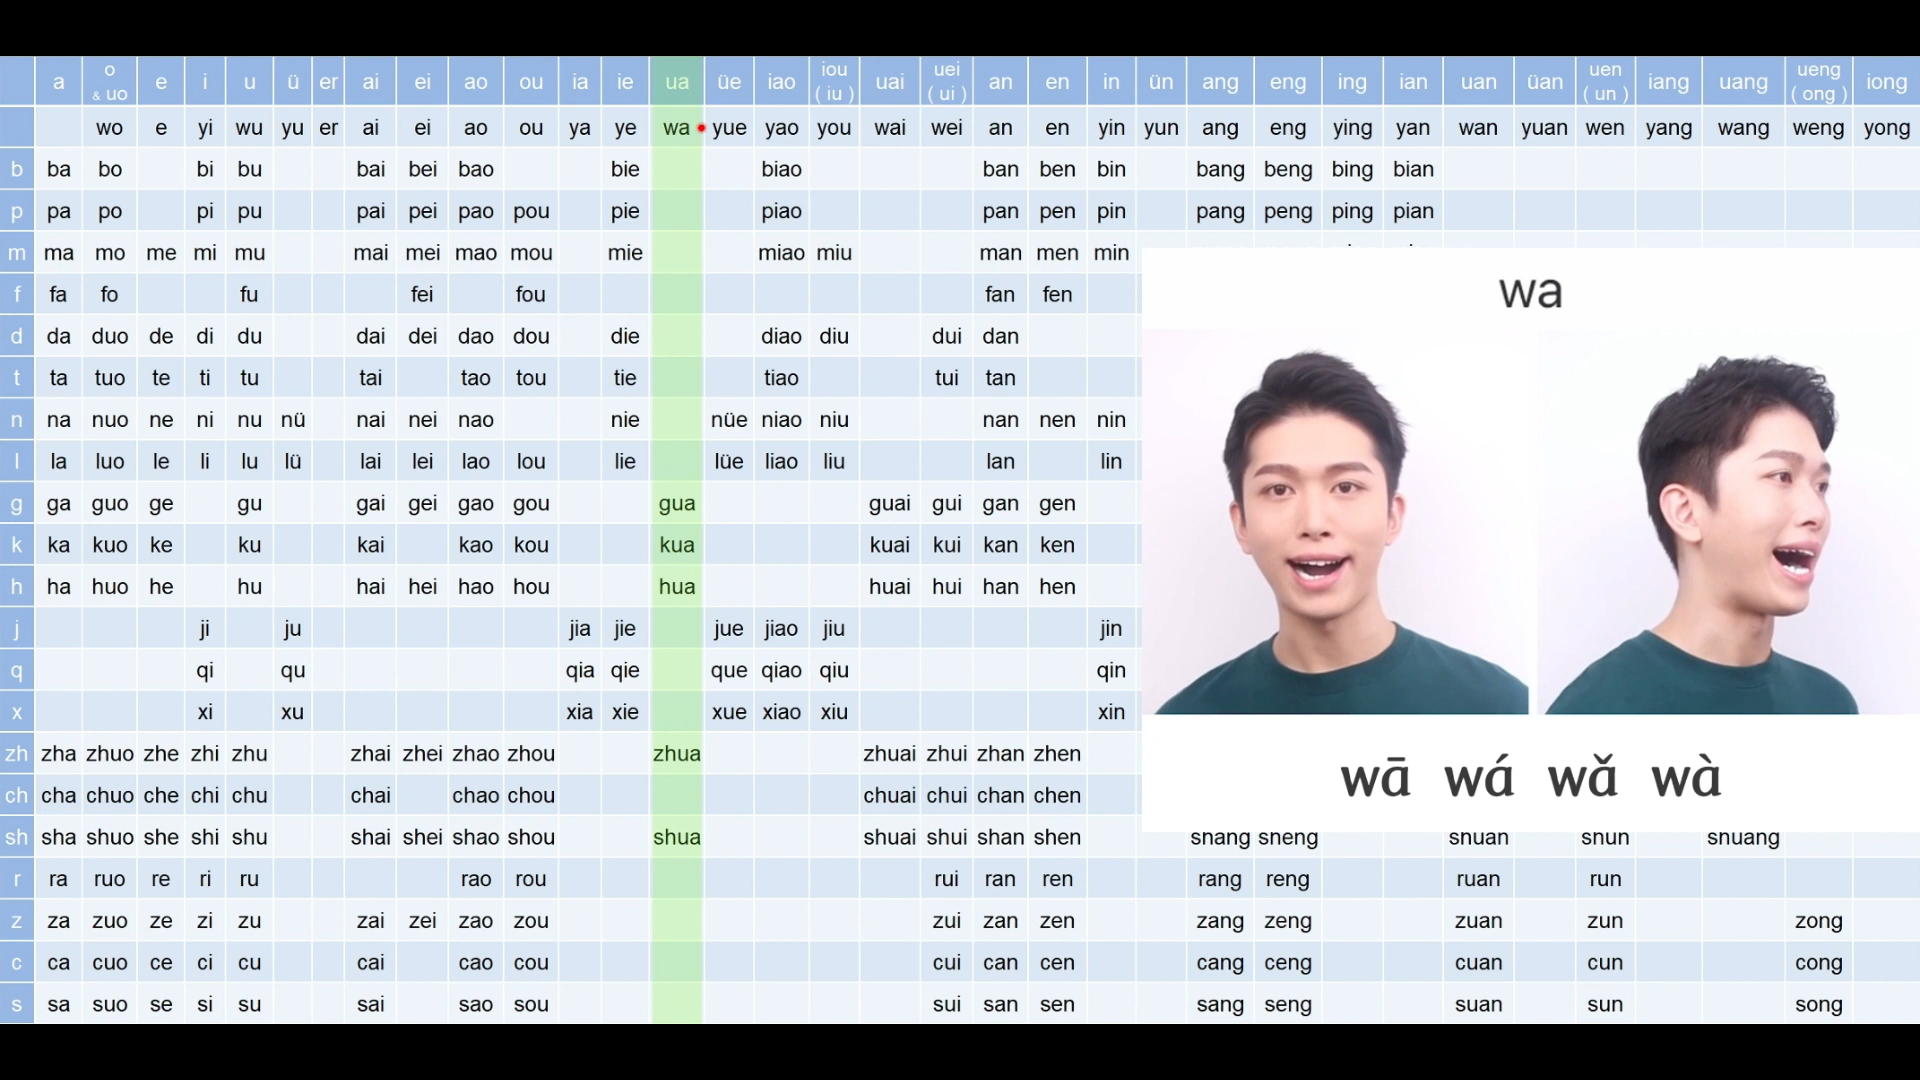 a o & uo e i u ü er ai ei ao ou ia ie ua üe iao iou ( iu ) uai uei ( ui ) an en in ün ang eng ing ian uan üan uen ( un ) iang uang ueng ( ong ) iong
wo e yi wu yu er ai ei ao ou ya ye wa yue yao you wai wei an en yin yun ang eng ying yan wan yuan wen yang wang weng yong
b ba bo bi bu bai bei bao bie biao ban ben bin bang beng bing bian
p pa po pi pu pai pei pao pou pie piao pan pen pin pang peng ping pian
m ma mo me mi mu mai mei mao mou mie miao miu man men min
f fa fo fu fei fou fan fen
d da duo de di du dai dei dao dou die diao diu dui dan
t ta tuo te ti tu tai tao tou tie tiao tui tan
n na nuo ne ni nu nü nai nei nao nie nüe niao niu nan nen nin
l la luo le li lu lü lai lei lao lou lie lüe liao liu lan lin
g ga guo ge gu gai gei gao gou gua guai gui gan gen
k ka kuo ke ku kai kao kou kua kuai kui kan ken
h ha huo he hu hai hei hao hou hua huai hui han hen
j ji ju jia jie jue jiao jiu jin
q qi qu qia qie que qiao qiu qin
x xi xu xia xie xue xiao xiu xin
zh zha zhuo zhe zhi zhu zhai zhei zhao zhou zhua zhuai zhui zhan zhen
ch cha chuo che chi chu chai chao chou chuai chui chan chen
sh sha shuo she shi shu shai shei shao shou shua shuai shui shan shen shang sheng shuan shun shuang
r ra ruo re ri ru rao rou rui ran ren rang reng ruan run
z za zuo ze zi zu zai zei zao zou zui zan zen zang zeng zuan zun zong
c ca cuo ce ci cu cai cao cou cui can cen cang ceng cuan cun cong
s sa suo se si su sai sao sou sui san sen sang seng suan sun song
wa
wā wá wǎ wà